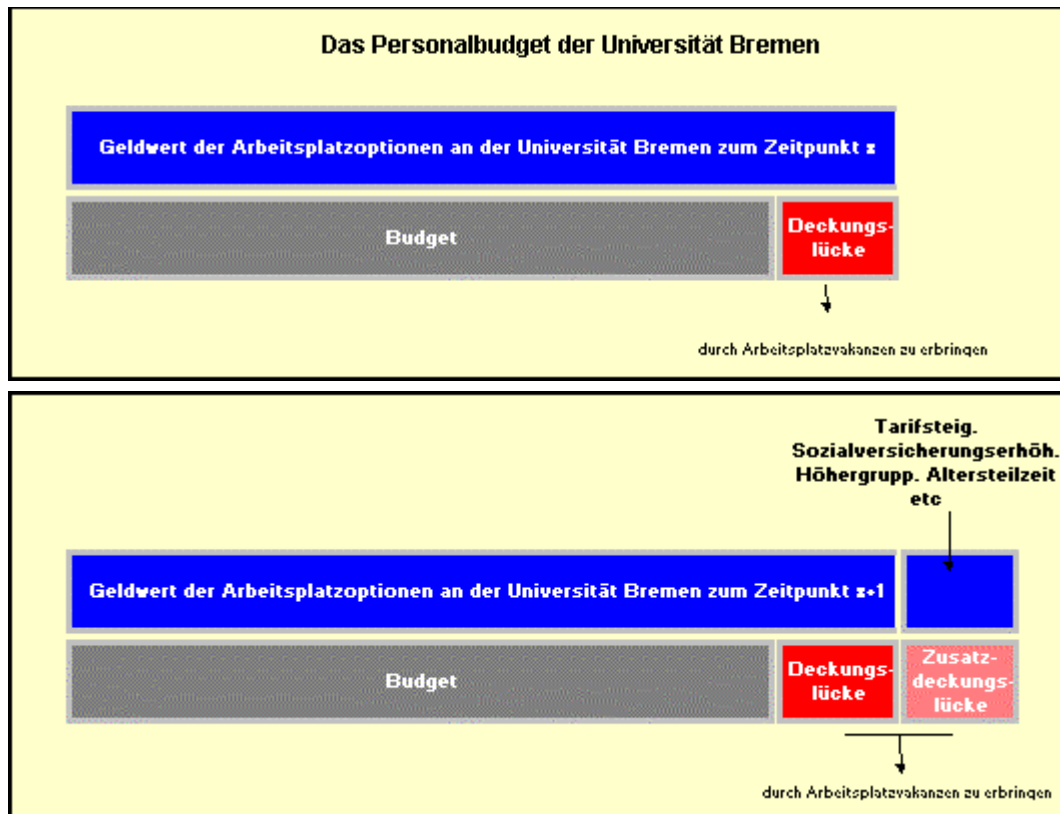 Das Personalbudget der Universität Bremen
Geldwert der Arbeitsplatzoptionen an der Universität Bremen zum Zeitpunkt x
Budget
Deckungs-
lücke
durch Arbeitsplatzvakanzen zu erbringen
Tarifsteig.
Sozialversicherungserhöh.
Höhergrupp. Altersteilzeit
etc
Geldwert der Arbeitsplatzoptionen an der Universität Bremen zum Zeitpunkt x+1
Budget
Deckungs-
lücke
Zusatz-
deckungs-
lücke
durch Arbeitsplatzvakanzen zu erbringen